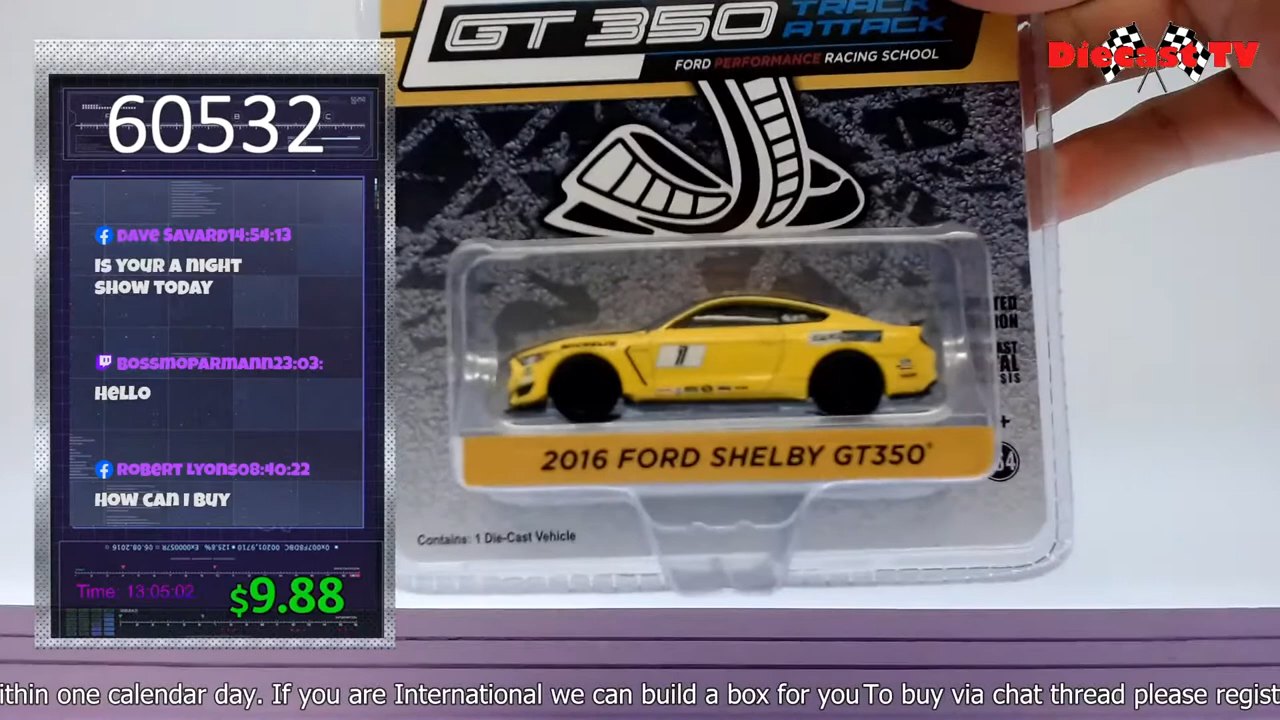 GT 350 TRACK
ATTACK
FORD PERFORMANCE RACING SCHOOL
Diecast TV
60532
Dave Savard14:54:13
Is your a night
show today
BossmoparMann23:03:
Hello
Robert Lyons08:40:22
How can I buy
Time: 13:05:02
$9.88
1
2016 FORD SHELBY GT350®
Contains: 1 Die-Cast Vehicle
ithin one calendar day. If you are International we can build a box for youTo buy via chat thread please regist